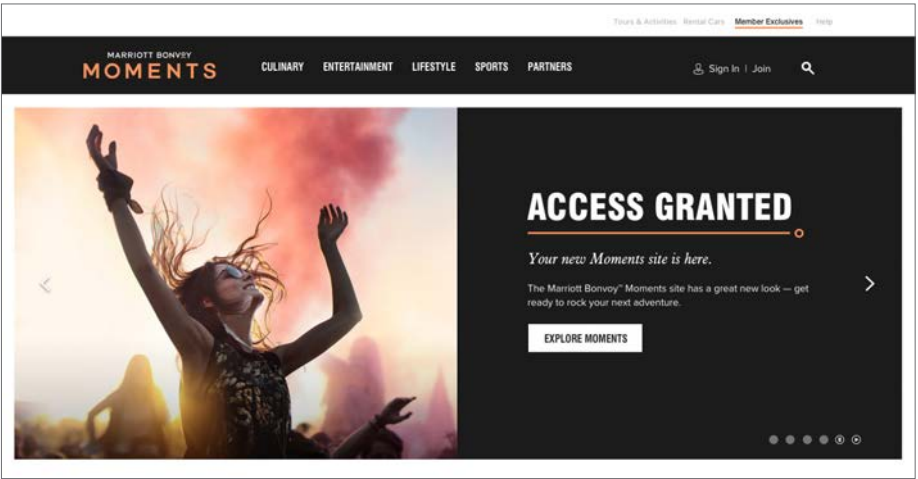 Tours & Activities Rental Cars Member Exclusives Help
MARRIOTT BONVOY
MOMENTS
CULINARY ENTERTAINMENT LIFESTYLE SPORTS PARTNERS
Sign In | Join
ACCESS GRANTED
Your new Moments site is here.
The Marriott Bonvoy™ Moments site has a great new look — get
ready to rock your next adventure.
EXPLORE MOMENTS